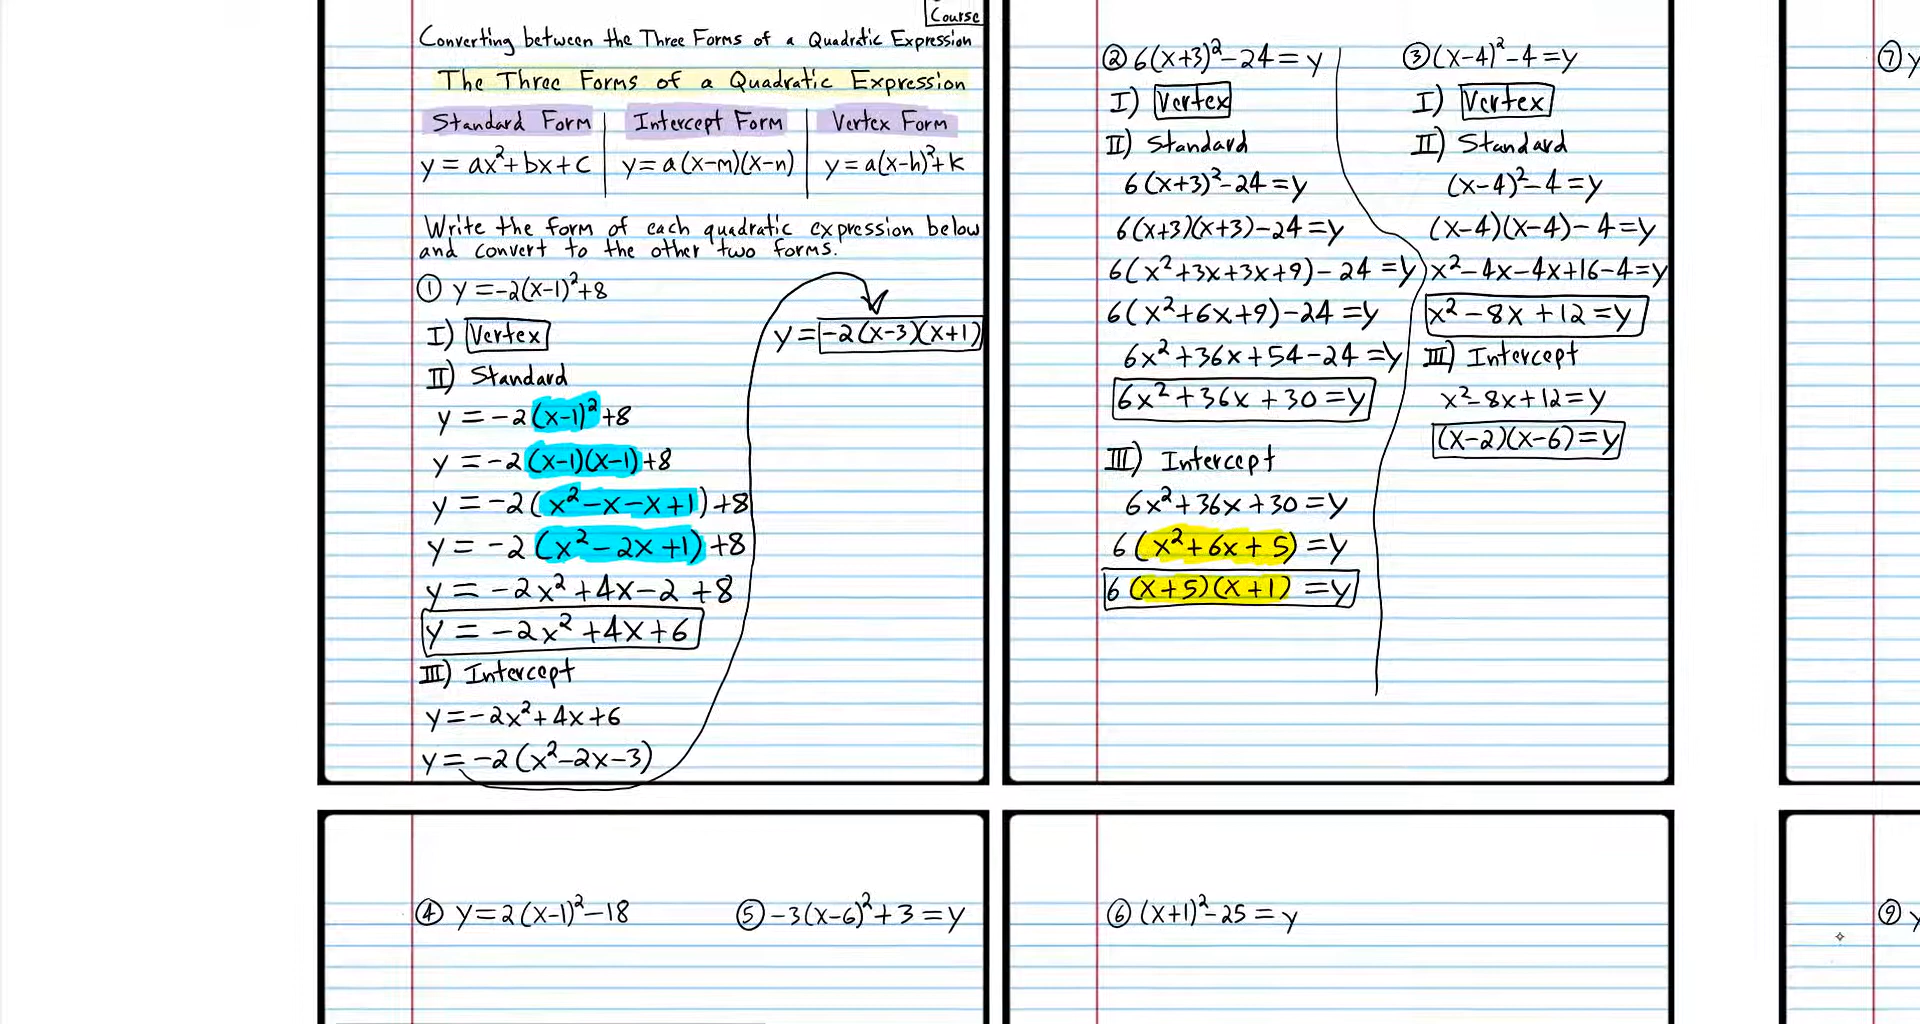 Course
Converting between the Three Forms of a Quadratic Expression
The Three Forms of a Quadratic Expression
Standard Form | Intercept Form | Vertex Form
y = ax²+bx+c | y = a(x-m)(x-n) | y = a(x-h)²+k
Write the form of each quadratic expression below
and convert to the other two forms.
① y = -2(x-1)²+8
I) Vertex
II) Standard
y = -2(x-1)²+8
y = -2(x-1)(x-1)+8
y = -2(x²-x-x+1)+8
y = -2(x²-2x+1)+8
y = -2x²+4x-2+8
y = -2x²+4x+6
III) Intercept
y = -2x²+4x+6
y = -2(x²-2x-3)
y = -2(x-3)(x+1)
② 6(x+3)²-24 = y
I) Vertex
II) Standard
6(x+3)²-24 = y
6(x+3)(x+3)-24 = y
6(x²+3x+3x+9)-24 = y
6(x²+6x+9)-24 = y
6x²+36x+54-24 = y
6x²+36x+30 = y
III) Intercept
6x²+36x+30 = y
6(x²+6x+5) = y
6(x+5)(x+1) = y
③ (x-4)²-4 = y
I) Vertex
II) Standard
(x-4)²-4 = y
(x-4)(x-4)-4 = y
x²-4x-4x+16-4 = y
x²-8x+12 = y
III) Intercept
x²-8x+12 = y
(x-2)(x-6) = y
⑦ y
④ y = 2(x-1)²-18
⑤ -3(x-6)²+3 = y
⑥ (x+1)²-25 = y
⑨ y